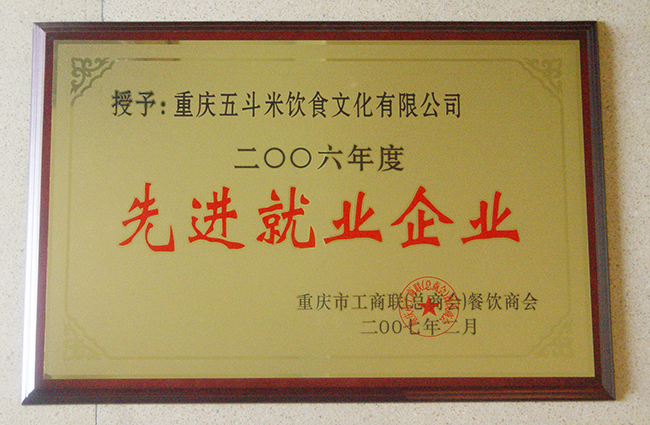 授予:重庆五斗米饮食文化有限公司
二〇〇六年度
先进就业企业
重庆市工商联(总商会)餐饮商会
二〇〇七年二月